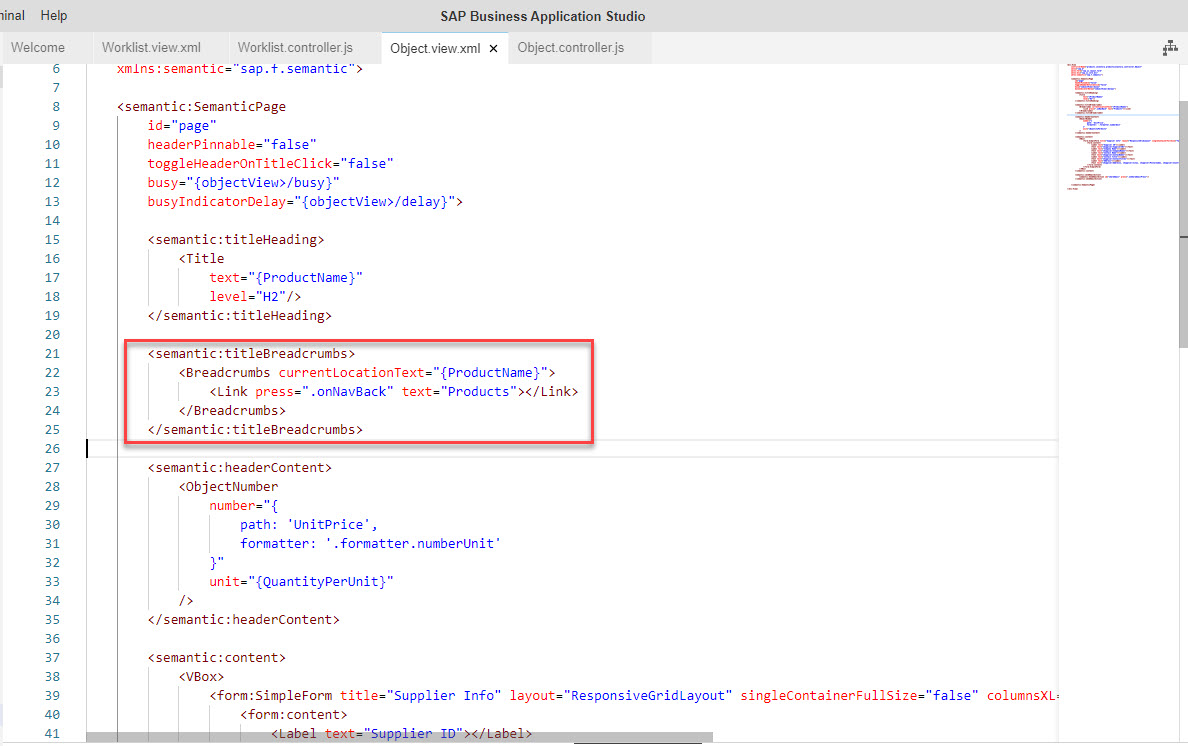 ninal Help SAP Business Application Studio
Welcome Worklist.view.xml Worklist.controller.js Object.view.xml × Object.controller.js
6 xmlns:semantic="sap.f.semantic">
7
8 <semantic:SemanticPage
9 id="page"
10 headerPinnable="false"
11 toggleHeaderOnTitleClick="false"
12 busy="{objectView>/busy}"
13 busyIndicatorDelay="{objectView>/delay}">
14
15 <semantic:titleHeading>
16 <Title
17 text="{ProductName}"
18 level="H2"/>
19 </semantic:titleHeading>
20
21 <semantic:titleBreadcrumbs>
22 <Breadcrumbs currentLocationText="{ProductName}">
23 <Link press=".onNavBack" text="Products"></Link>
24 </Breadcrumbs>
25 </semantic:titleBreadcrumbs>
26
27 <semantic:headerContent>
28 <ObjectNumber
29 number="{
30 path: 'UnitPrice',
31 formatter: '.formatter.numberUnit'
32 }"
33 unit="{QuantityPerUnit}"
34 />
35 </semantic:headerContent>
36
37 <semantic:content>
38 <VBox>
39 <form:SimpleForm title="Supplier Info" layout="ResponsiveGridLayout" singleContainerFullSize="false" columnsXL=
40 <form:content>
41 <Label text="Supplier ID"></Label>